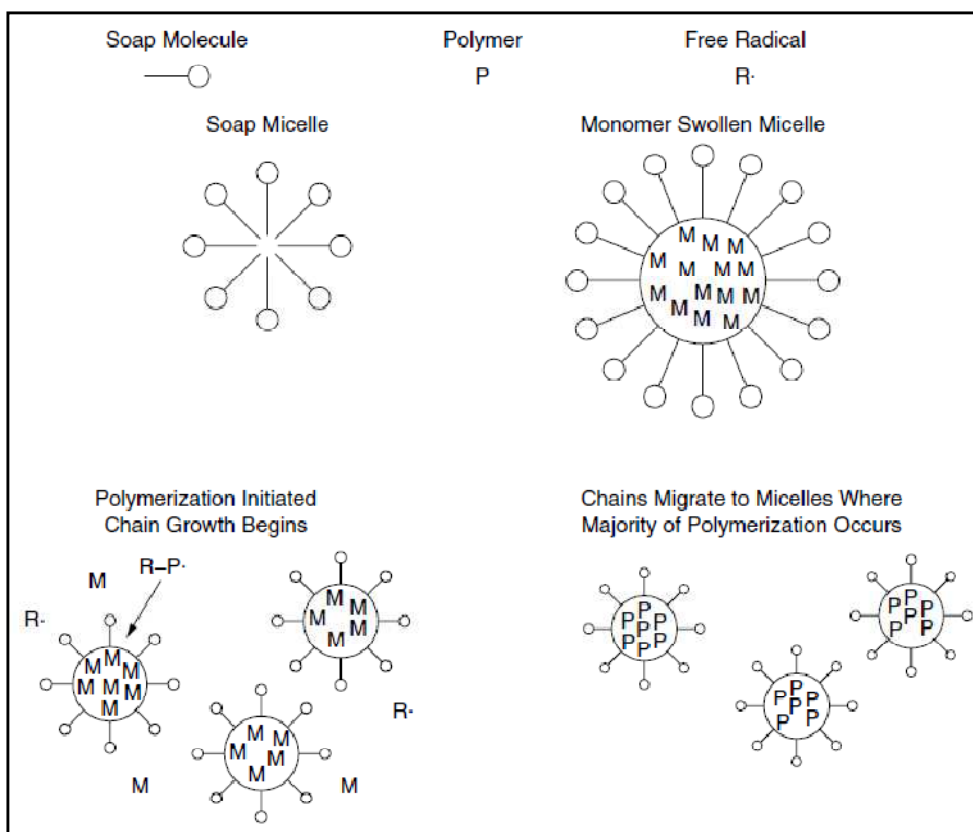 Soap Molecule
Polymer
Free Radical
P
R·
Soap Micelle
Monomer Swollen Micelle
M M M
M M M M
M M M M
M M M
Polymerization Initiated
Chain Growth Begins
R–P·
M
R·
M M M
M M M
M
M M
M M
M
M M
M M
M
R·
M
M
Chains Migrate to Micelles Where
Majority of Polymerization Occurs
P
P P P
P P
P
P
P P
P
P P
P
P P
P
P P